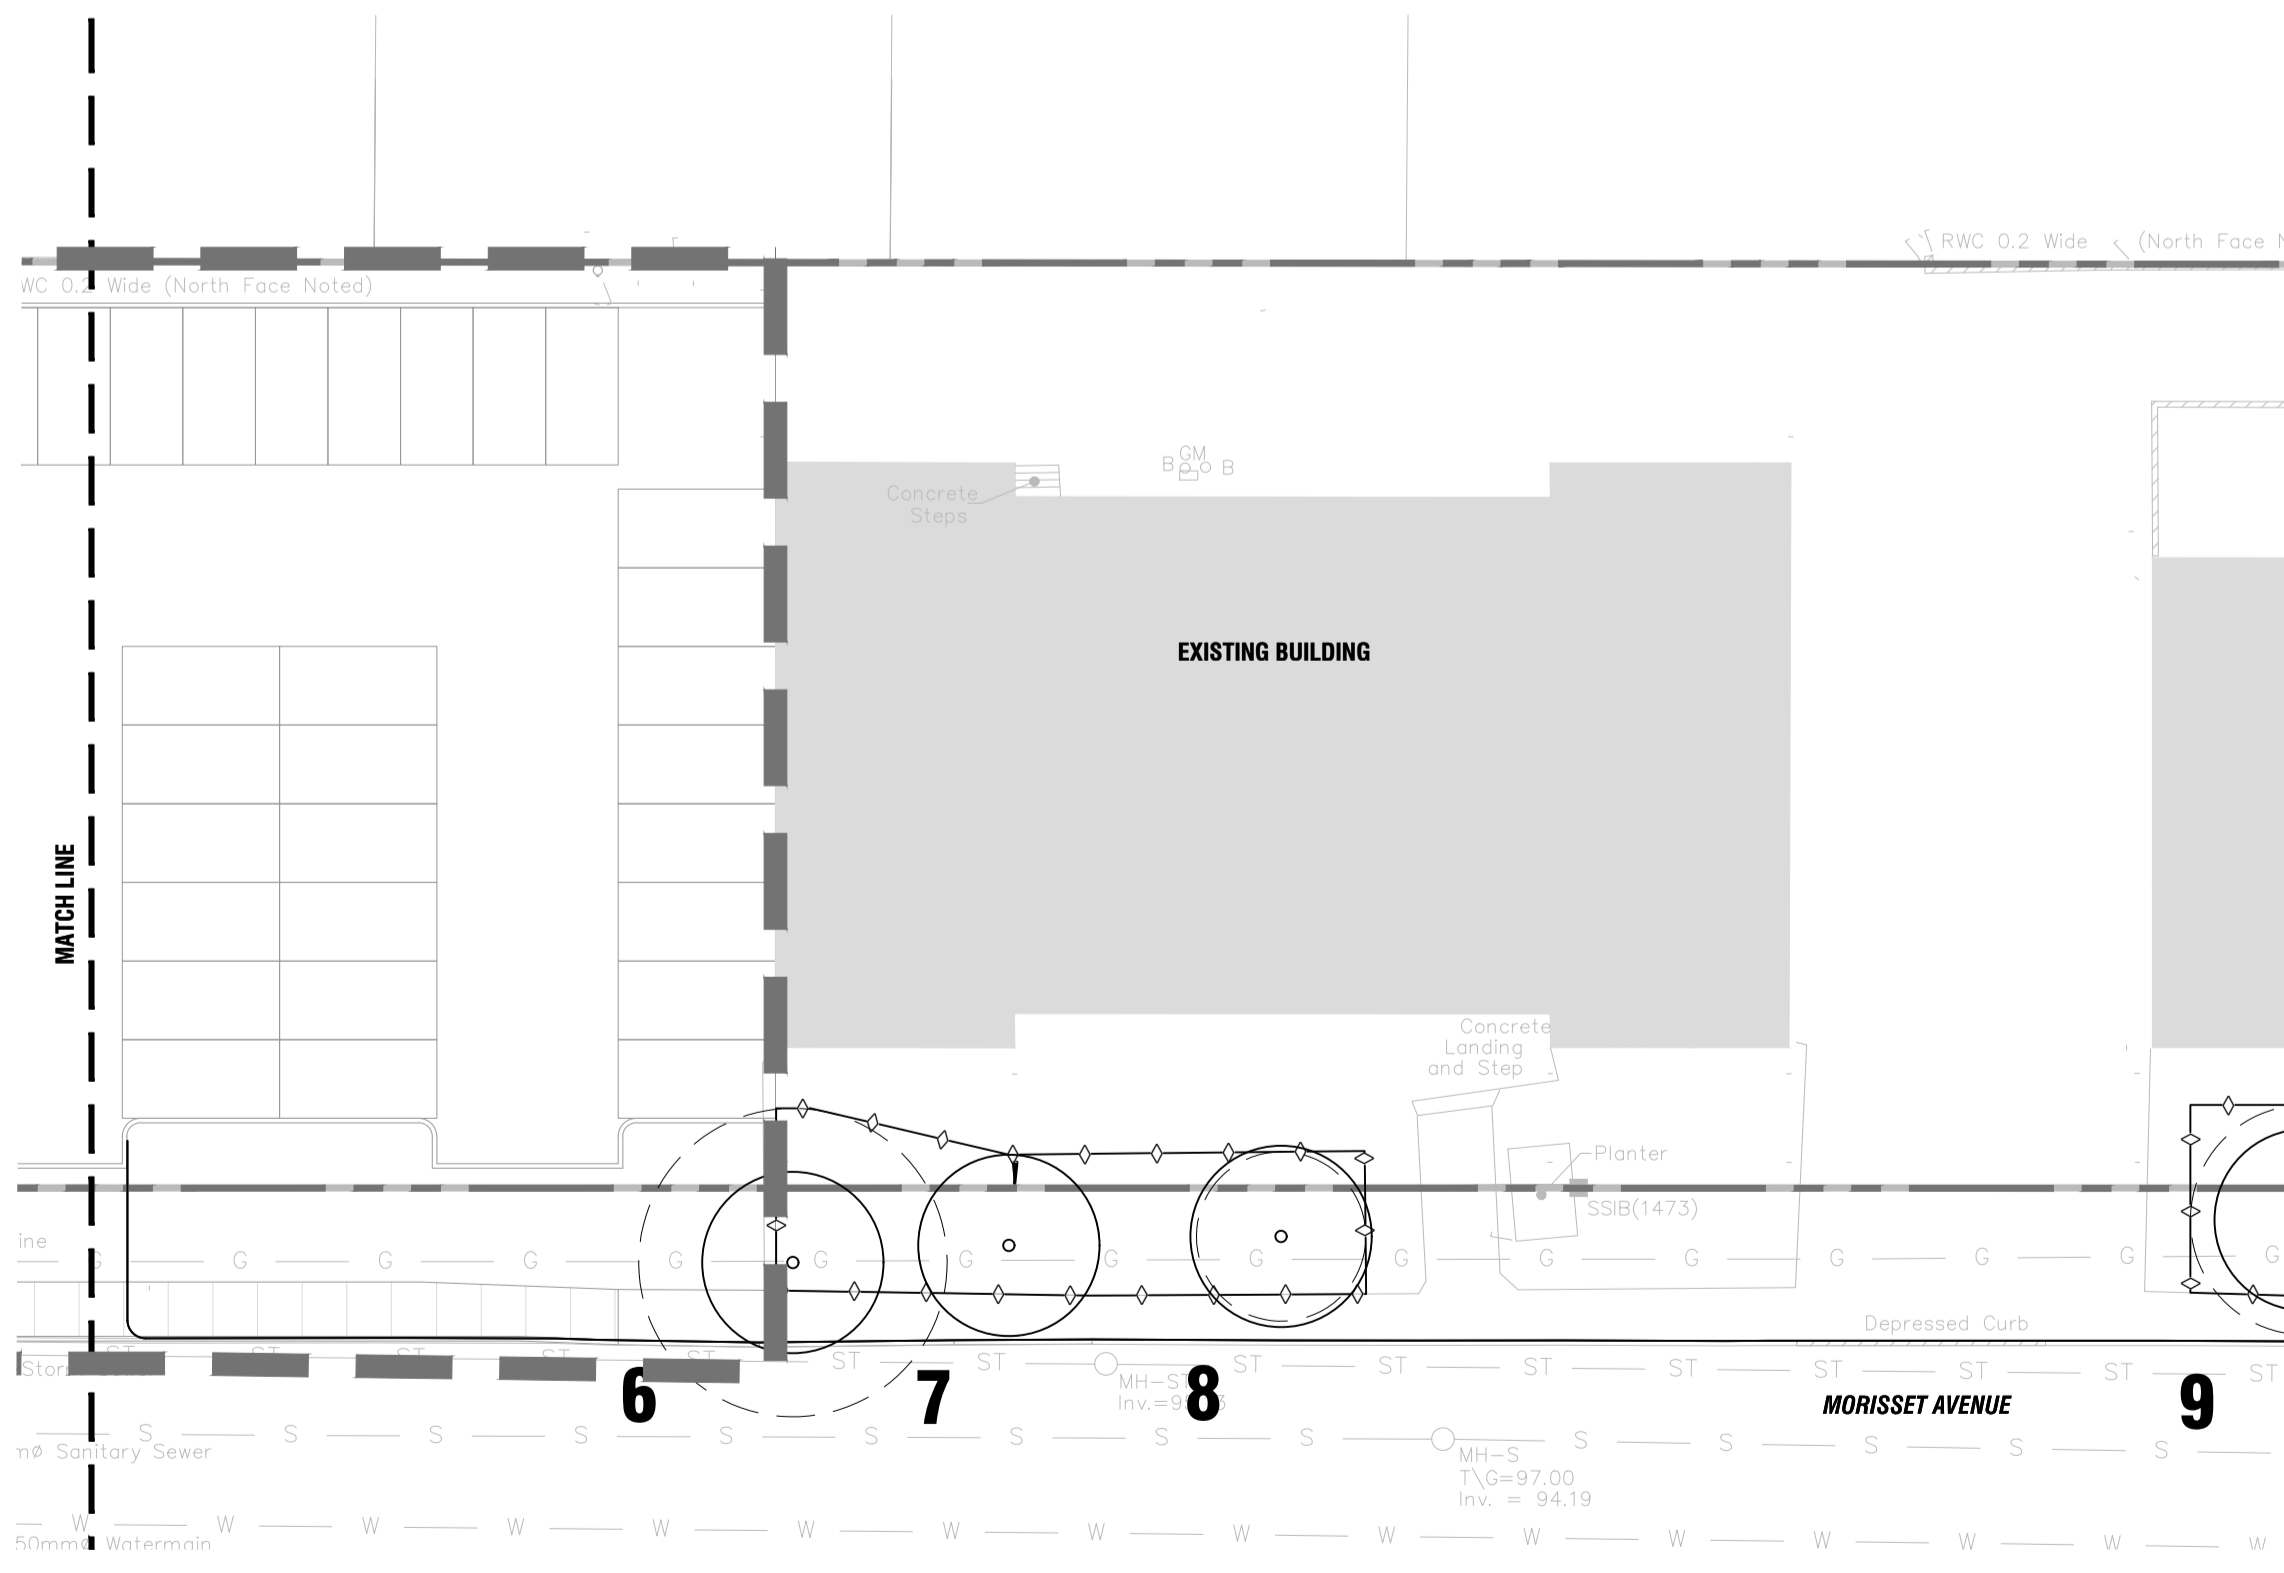 RWC 0.2 Wide (North Face
WC 0.2 Wide (North Face Noted)
GM
B B
Concrete
Steps
EXISTING BUILDING
MATCH LINE
Concrete
Landing
and Step
Planter
SSIB(1473)
ine
G G G G G G G G G G G G G G G G
Depressed Curb
ST ST ST ST ST ST ST ST ST ST ST ST ST ST ST ST
MH-ST
6 7 8 9
MORISSET AVENUE
S S S S S S S S S S S S S S S
mø Sanitary Sewer
MH-S
T\G=97.00
Inv. = 94.19
W W W W W W W W W W W W W W W W
50mmø Watermain